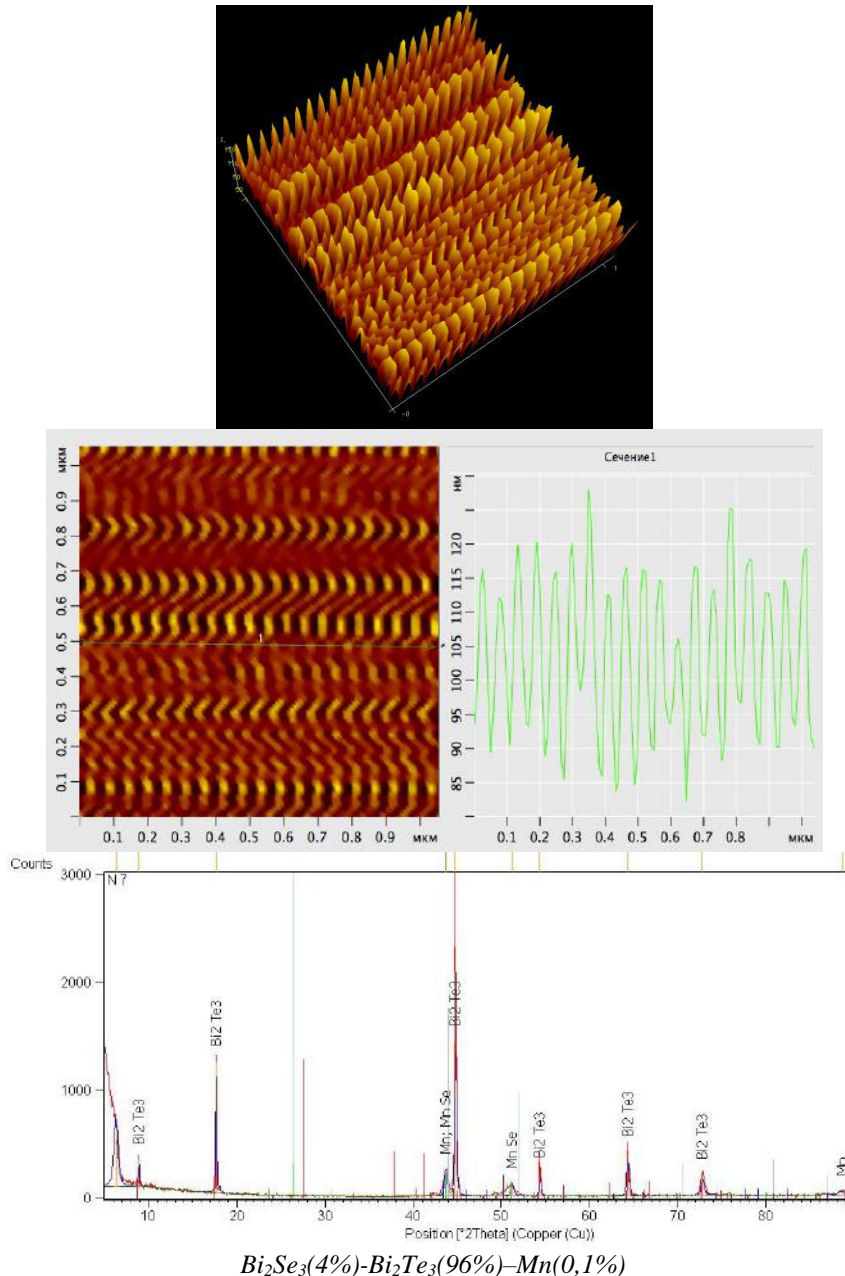 1
-0
Сечение1
мкм
0.9
0.8
0.7
0.6
0.5
0.4
0.3
0.2
0.1
1
0.1 0.2 0.3 0.4 0.5 0.6 0.7 0.8 0.9 мкм
нм
120
115
110
105
100
95
90
85
0.1 0.2 0.3 0.4 0.5 0.6 0.7 0.8 мкм
Counts
N 7
3000
2000
1000
0
Bi2 Te3
Bi2 Te3
Mn; Mn Se
Bi2 Te3
Mn Se
Bi2 Te3
Bi2 Te3
Bi2 Te3
Mn
10 20 30 40 50 60 70 80
Position [°2Theta] (Copper (Cu))
Bi₂Se₃(4%)-Bi₂Te₃(96%)–Mn(0,1%)